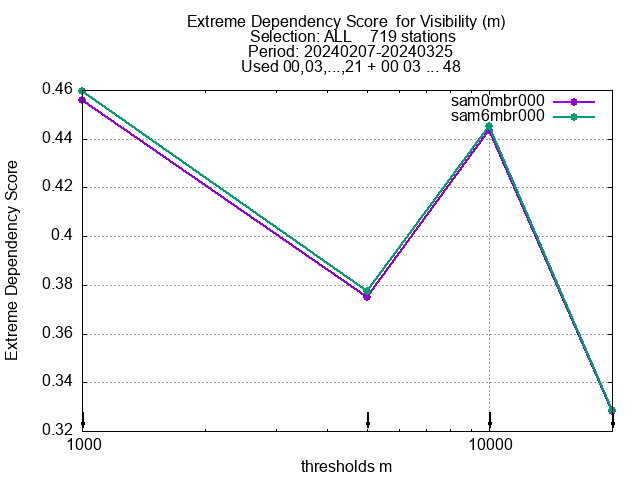 Extreme Dependency Score  for Visibility (m)
Selection: ALL    719 stations
Period: 20240207-20240325
Used 00,03,...,21 + 00 03 ... 48
sam0mbr000
sam6mbr000
Extreme Dependency Score
0.46
0.44
0.42
0.4
0.38
0.36
0.34
0.32
1000
10000
thresholds m